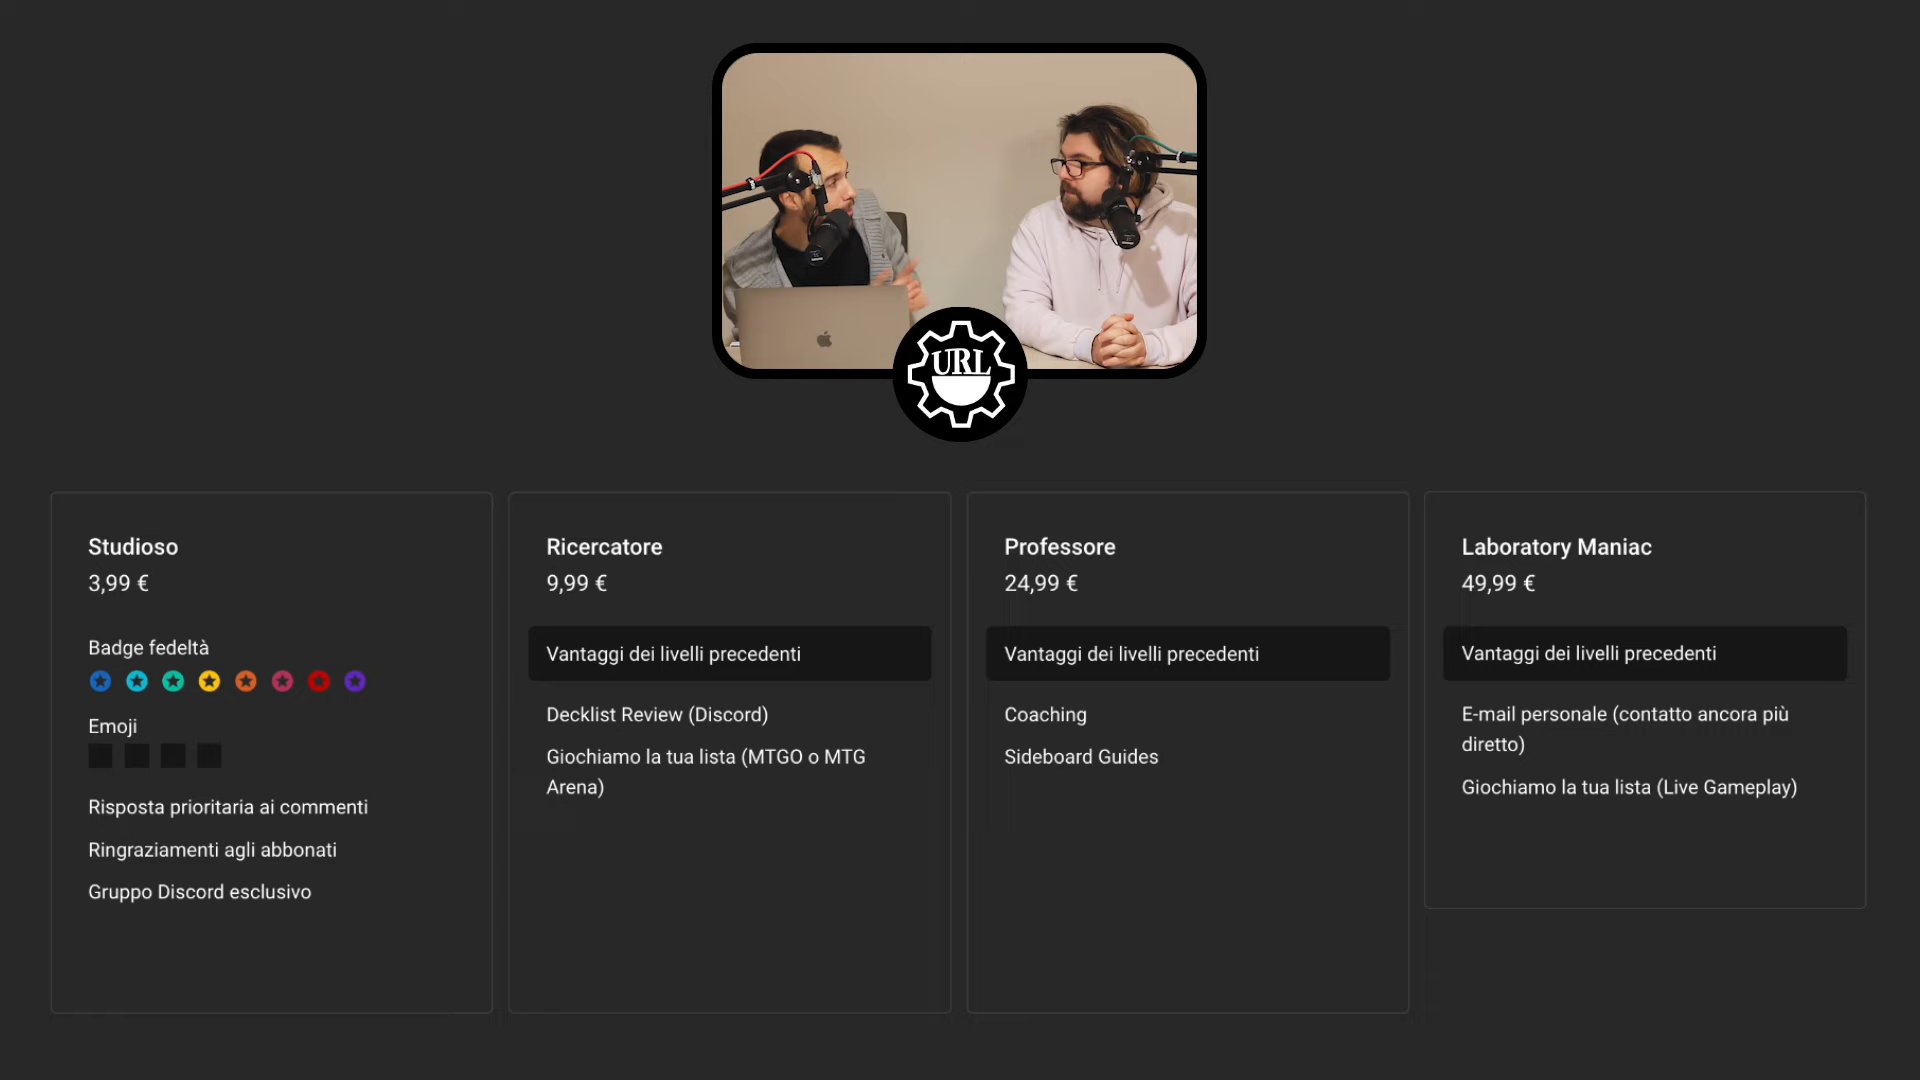 URL
Studioso
3,99 €
Badge fedeltà
Emoji
Risposta prioritaria ai commenti
Ringraziamenti agli abbonati
Gruppo Discord esclusivo
Ricercatore
9,99 €
Vantaggi dei livelli precedenti
Decklist Review (Discord)
Giochiamo la tua lista (MTGO o MTG
Arena)
Professore
24,99 €
Vantaggi dei livelli precedenti
Coaching
Sideboard Guides
Laboratory Maniac
49,99 €
Vantaggi dei livelli precedenti
E-mail personale (contatto ancora più
diretto)
Giochiamo la tua lista (Live Gameplay)